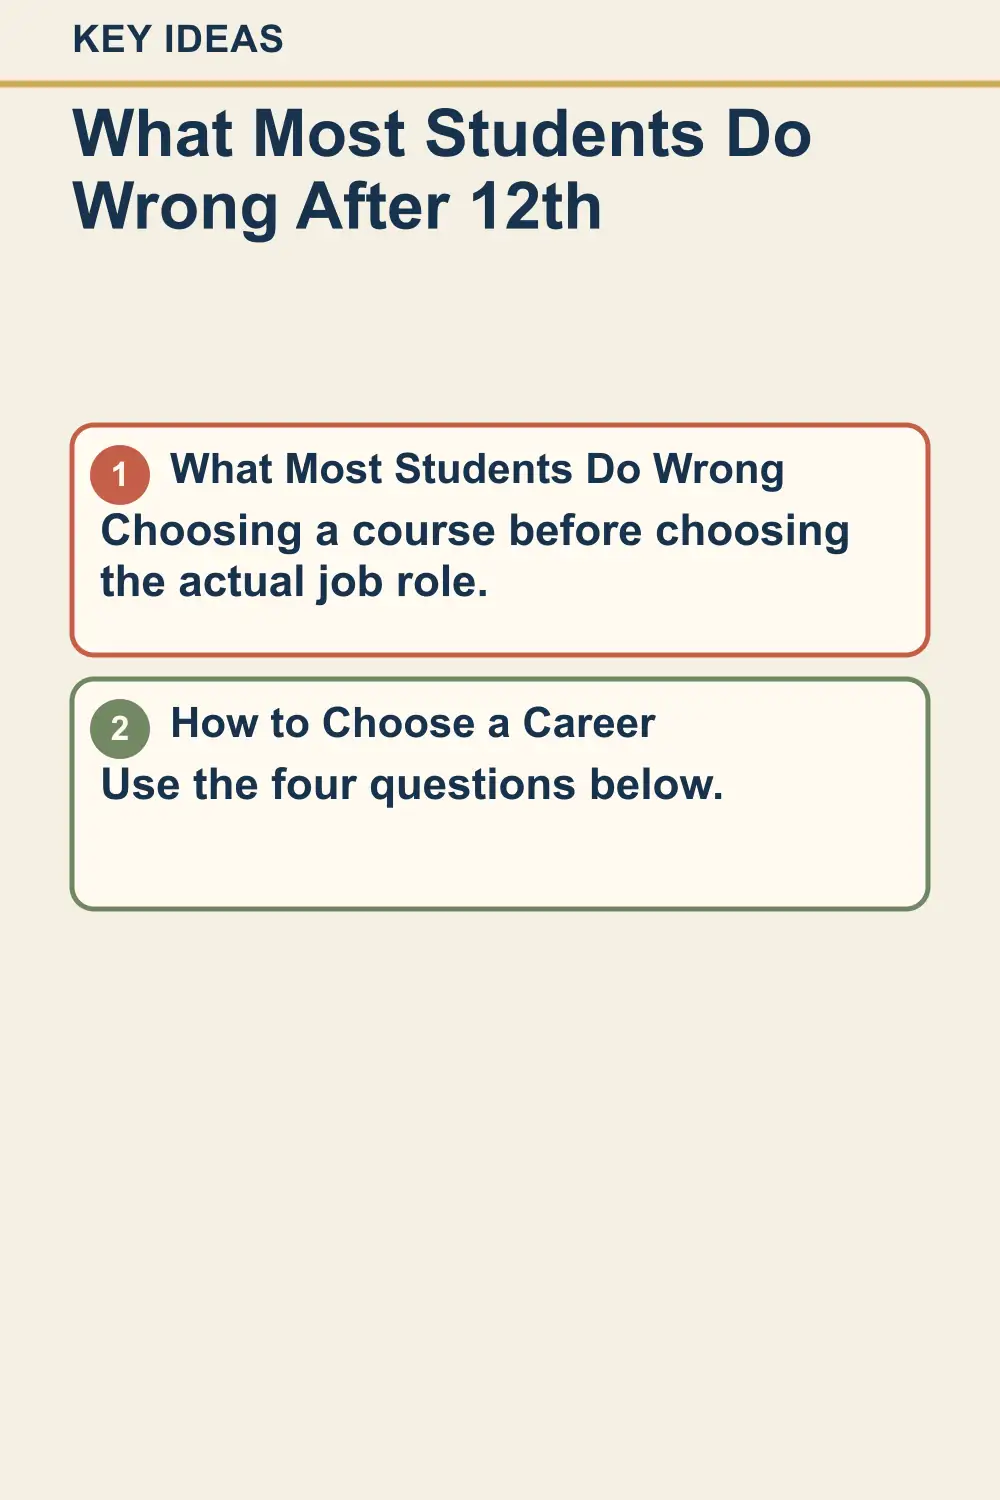 KEY IDEAS
What Most Students Do
Wrong After 12th
1 What Most Students Do Wrong
Choosing a course before choosing
the actual job role.
2 How to Choose a Career
Use the four questions below.